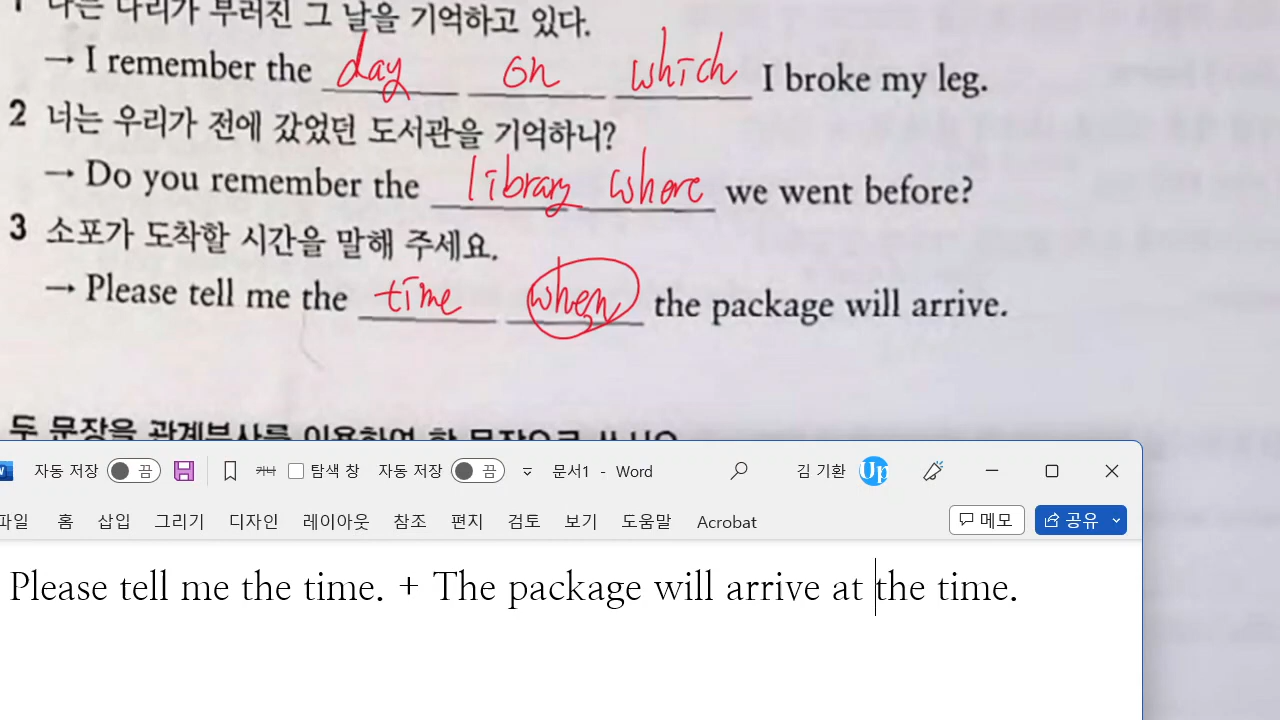 1 나는 다리가 부러진 그 날을 기억하고 있다.
→ I remember the day on which I broke my leg.
2 너는 우리가 전에 갔었던 도서관을 기억하니?
→ Do you remember the library where we went before?
3 소포가 도착할 시간을 말해 주세요.
→ Please tell me the time when the package will arrive.
두 문장을 관계부사를 이용하여 한 문장으로 쓰시오
자동 저장 끔 가나 탐색 창 자동 저장 끔 문서1 - Word 김 기환 Up
파일 홈 삽입 그리기 디자인 레이아웃 참조 편지 검토 보기 도움말 Acrobat 메모 공유
Please tell me the time. + The package will arrive at the time.